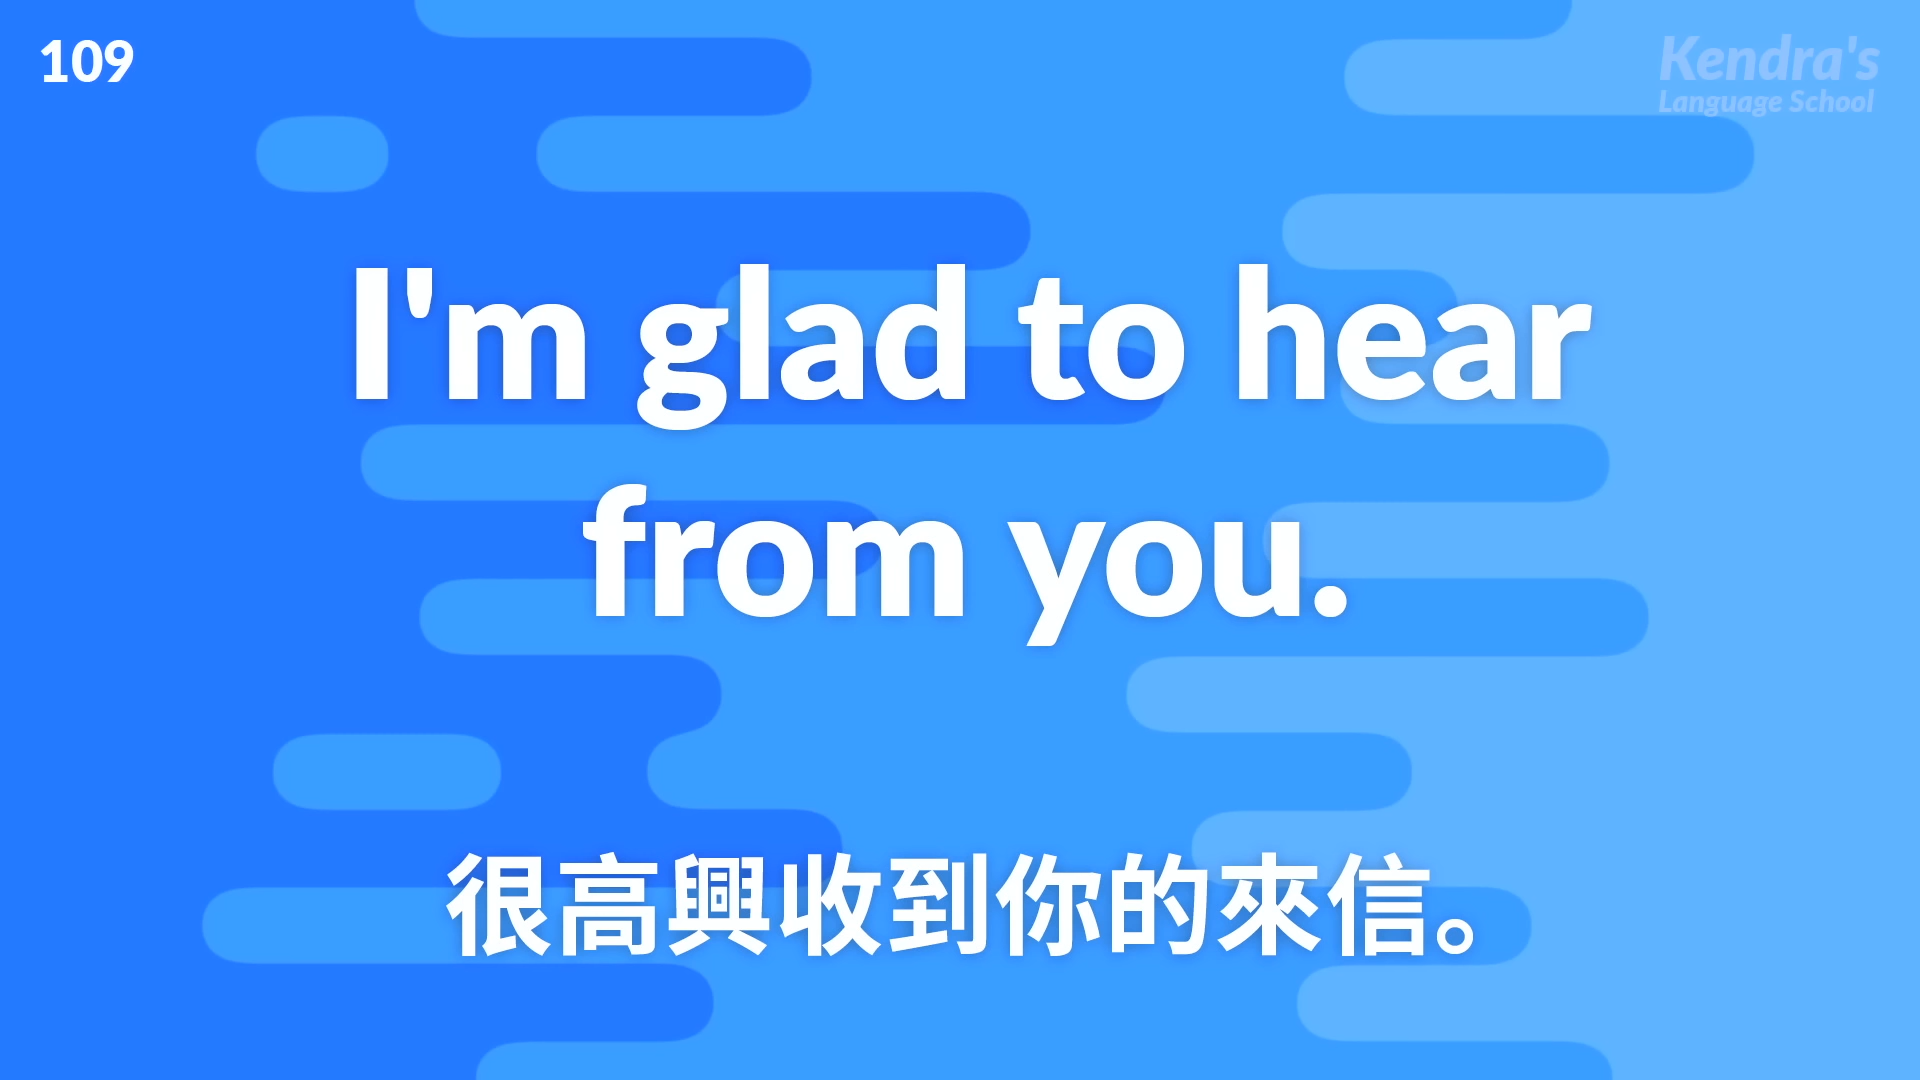 109
Kendra's
Language School
I'm glad to hear
from you.
很高興收到你的來信。